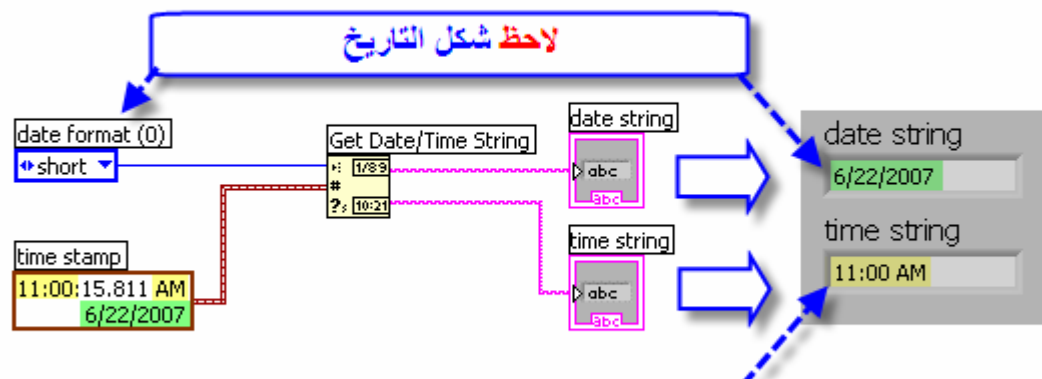 لاحظ شكل التاريخ
date format (0)
short
Get Date/Time String
1/89
#
?s 10:21
date string
abc
abc
time stamp
11:00:15.811 AM
6/22/2007
time string
abc
abc
date string
6/22/2007
time string
11:00 AM